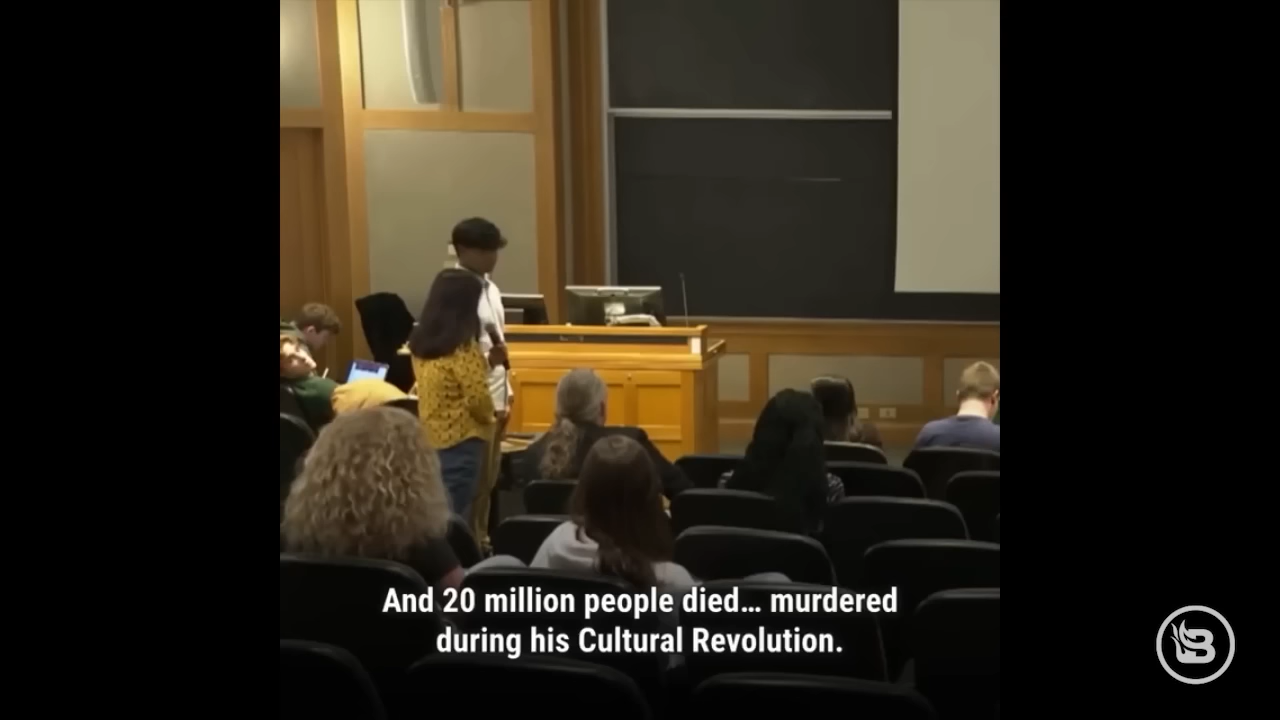 And 20 million people died… murdered
during his Cultural Revolution.